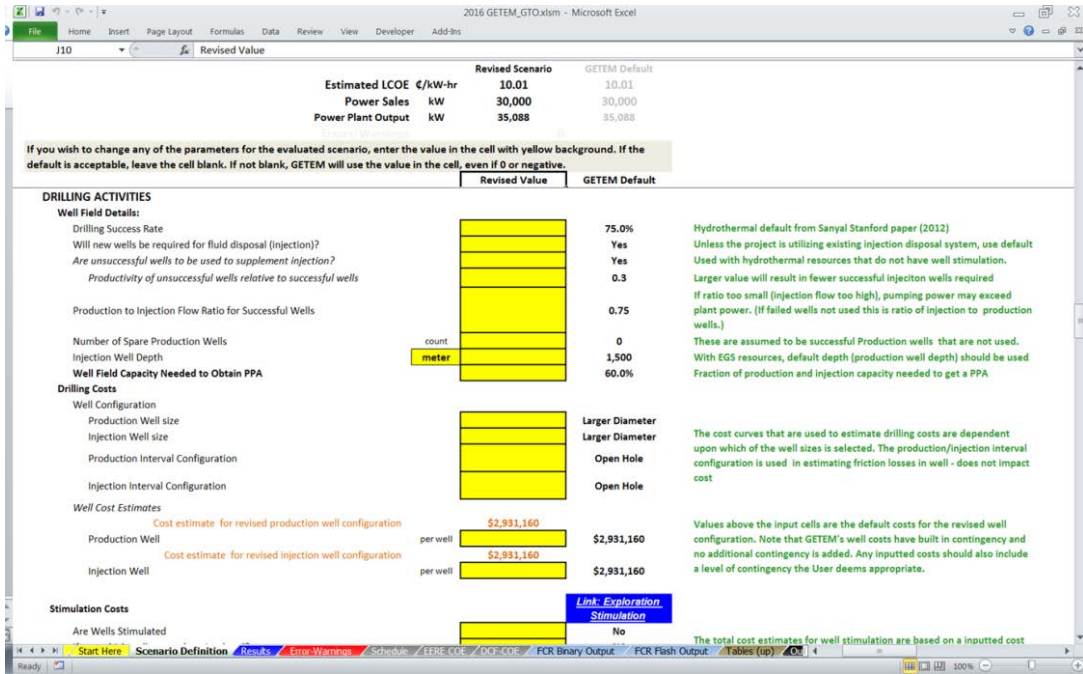 2016 GETEM_GTO.xlsm - Microsoft Excel
File Home Insert Page Layout Formulas Data Review View Developer Add-Ins
J10 fx Revised Value
Revised Scenario GETEM Default
Estimated LCOE ¢/kW-hr 10.01 10.01
Power Sales kW 30,000 30,000
Power Plant Output kW 35,088 35,088
Errors/Warnings 0
If you wish to change any of the parameters for the evaluated scenario, enter the value in the cell with yellow background. If the
default is acceptable, leave the cell blank. If not blank, GETEM will use the value in the cell, even if 0 or negative.
Revised Value GETEM Default
DRILLING ACTIVITIES
Well Field Details:
Drilling Success Rate 75.0% Hydrothermal default from Sanyal Stanford paper (2012)
Will new wells be required for fluid disposal (injection)? Yes Unless the project is utilizing existing injection disposal system, use default
Are unsuccessful wells to be used to supplement injection? Yes Used with hydrothermal resources that do not have well stimulation.
Productivity of unsuccessful wells relative to successful wells 0.3 Larger value will result in fewer successful injeciton wells required
If ratio too small (injection flow too high), pumping power may exceed
Production to Injection Flow Ratio for Successful Wells 0.75 plant power. (If failed wells not used this is ratio of injection to production
wells.)
Number of Spare Production Wells count 0 These are assumed to be successful Production wells that are not used.
Injection Well Depth meter 1,500 With EGS resources, default depth (production well depth) should be used
Well Field Capacity Needed to Obtain PPA 60.0% Fraction of production and injection capacity needed to get a PPA
Drilling Costs
Well Configuration
Production Well size Larger Diameter
Injection Well size Larger Diameter The cost curves that are used to estimate drilling costs are dependent
upon which of the well sizes is selected. The production/injection interval
Production Interval Configuration Open Hole configuration is used in estimating friction losses in well - does not impact
cost
Injection Interval Configuration Open Hole
Well Cost Estimates
Cost estimate for revised production well configuration $2,931,160 Values above the input cells are the default costs for the revised well
Production Well per well $2,931,160 configuration. Note that GETEM's well costs have built in contingency and
Cost estimate for revised injection well configuration $2,931,160 no additional contingency is added. Any inputted costs should also include
Injection Well per well $2,931,160 a level of contingency the User deems appropriate.
Link: Exploration
Stimulation Costs Stimulation
Are Wells Stimulated No
The total cost estimates for well stimulation are based on a inputted cost
Start Here Scenario Definition Results Error-Warnings Schedule EERE COE DCF-COE FCR Binary Output FCR Flash Output Tables (up) Ou
Ready 100%